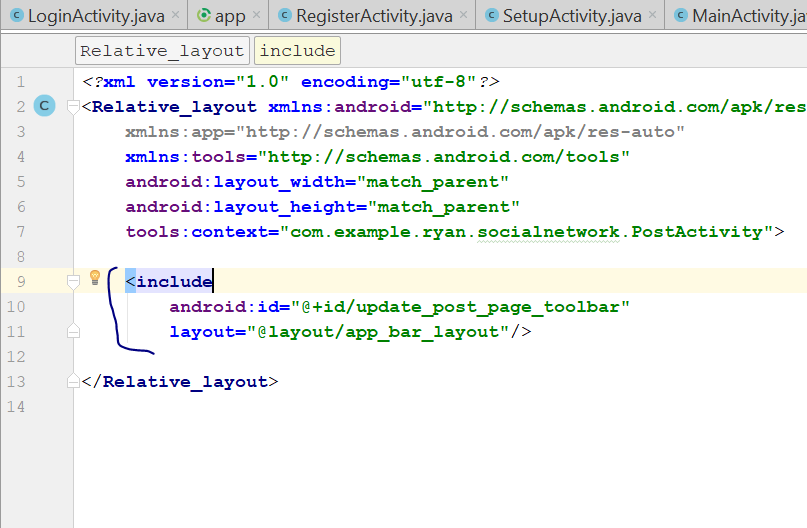 LoginActivity.java × app × RegisterActivity.java × SetupActivity.java × MainActivity.ja
Relative_layout include
1 <?xml version="1.0" encoding="utf-8"?>
2 C <Relative_layout xmlns:android="http://schemas.android.com/apk/res
3 xmlns:app="http://schemas.android.com/apk/res-auto"
4 xmlns:tools="http://schemas.android.com/tools"
5 android:layout_width="match_parent"
6 android:layout_height="match_parent"
7 tools:context="com.example.ryan.socialnetwork.PostActivity">
8
9 <include
10 android:id="@+id/update_post_page_toolbar"
11 layout="@layout/app_bar_layout"/>
12
13 </Relative_layout>
14